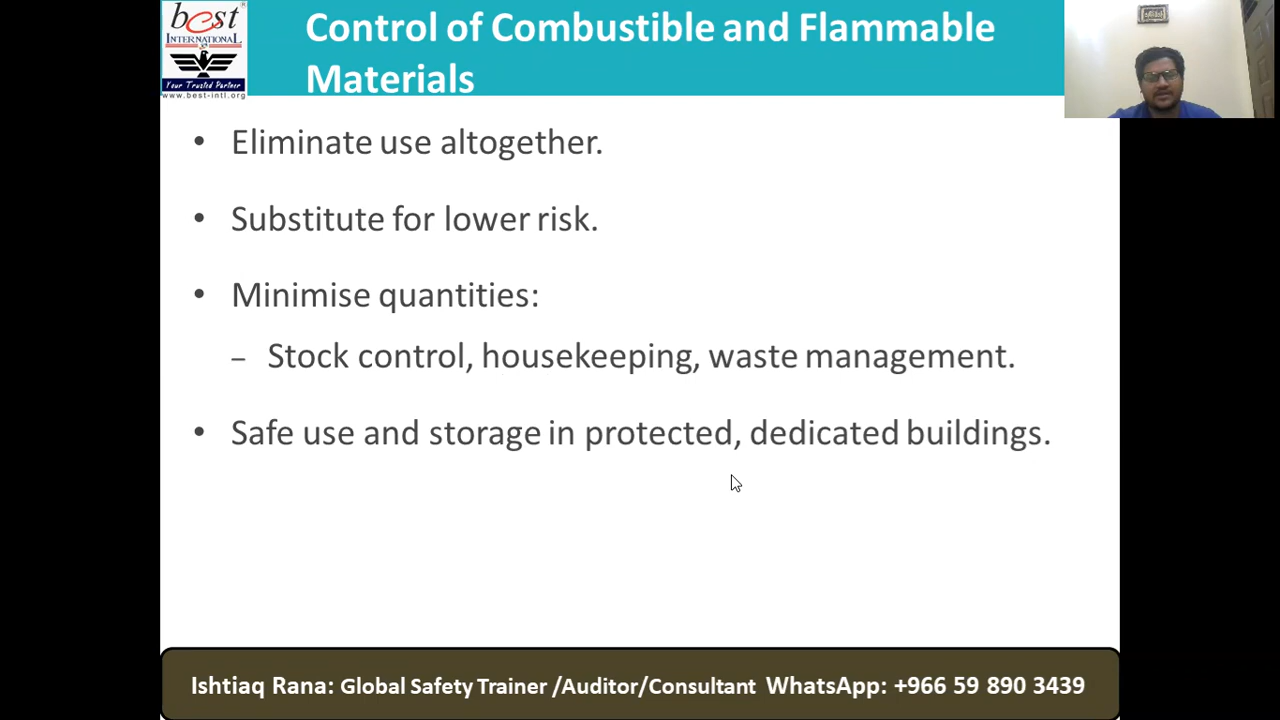 best
INTERNATIONAL
Your Trusted Partner
www.best-intl.org
Control of Combustible and Flammable
Materials
• Eliminate use altogether.
• Substitute for lower risk.
• Minimise quantities:
– Stock control, housekeeping, waste management.
• Safe use and storage in protected, dedicated buildings.
Ishtiaq Rana: Global Safety Trainer /Auditor/Consultant WhatsApp: +966 59 890 3439